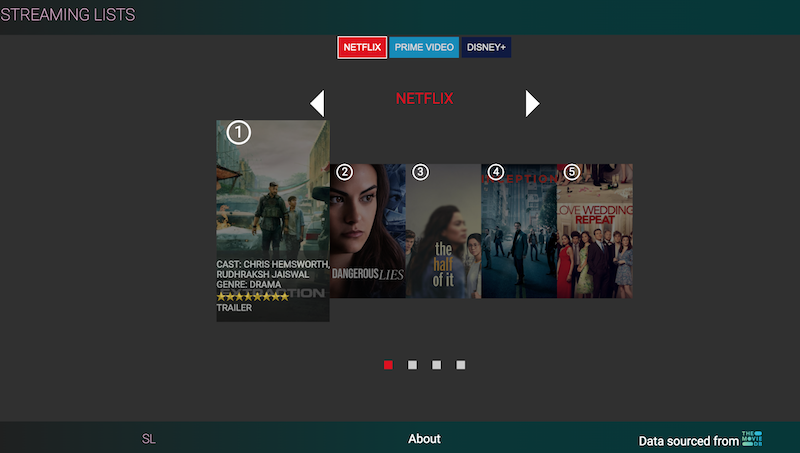 STREAMING LISTS
NETFLIX PRIME VIDEO DISNEY+
NETFLIX
1
2 3 4 5
INCEPTION
LOVE WEDDING
REPEAT
the
half
of it
DANGEROUS LIES
CAST: CHRIS HEMSWORTH,
RUDHRAKSH JAISWAL
GENRE: DRAMA
EXTRACTION
TRAILER
SL About Data sourced from THE
MOVIE
DB